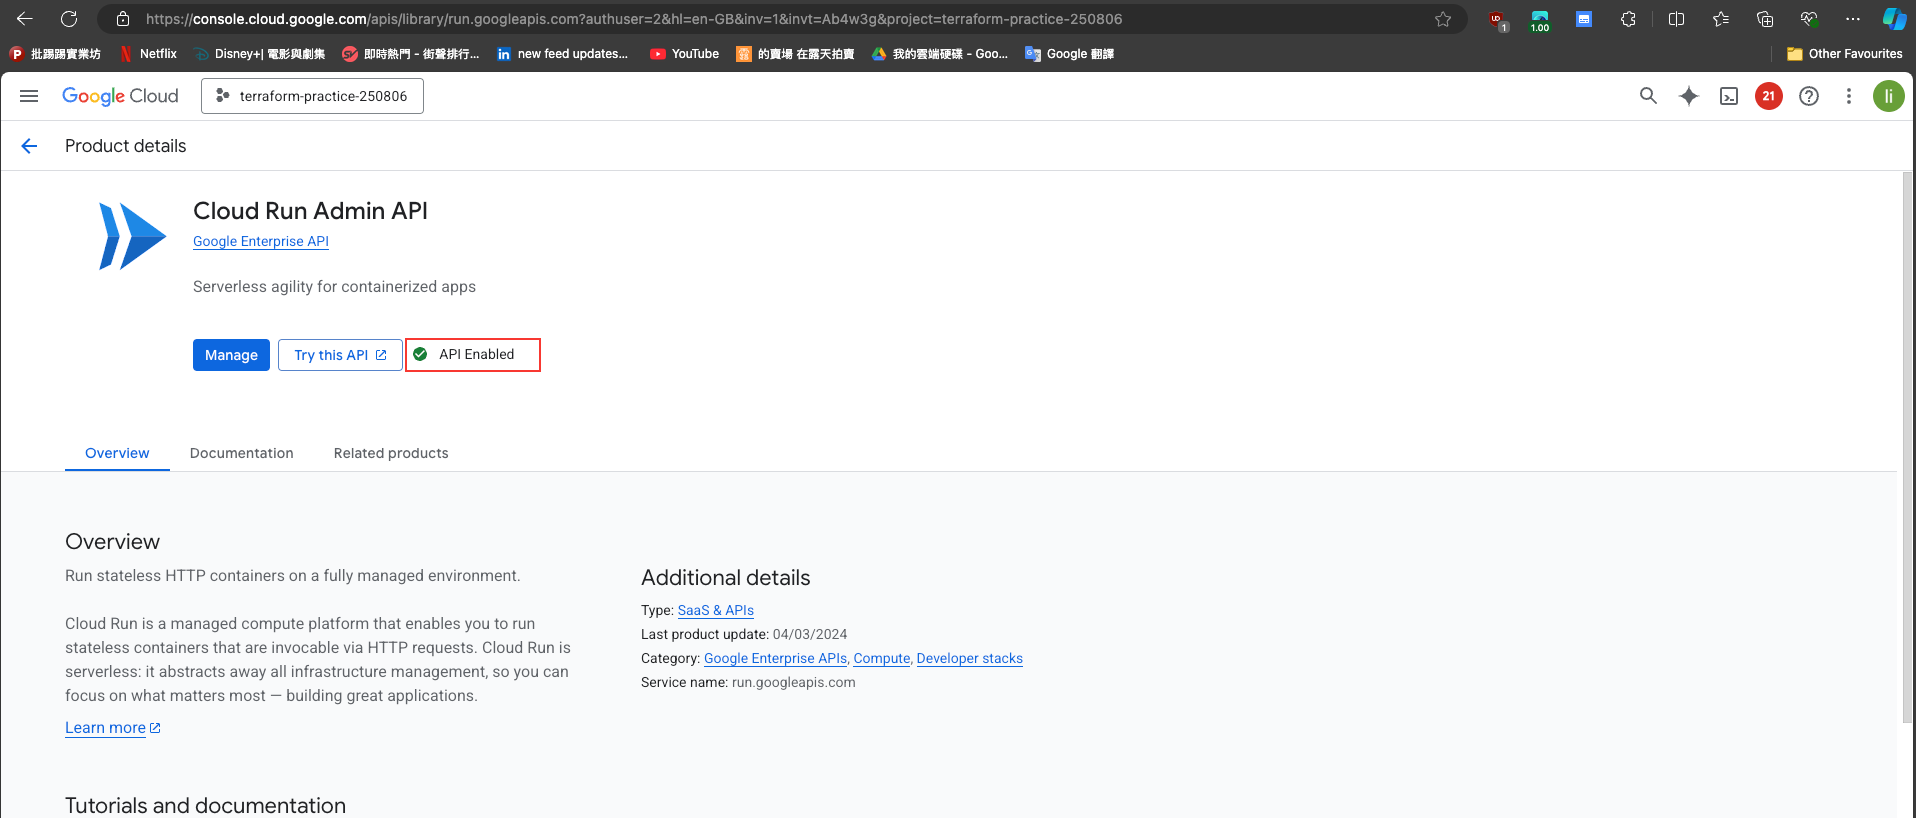 https://console.cloud.google.com/apis/library/run.googleapis.com?authuser=2&hl=en-GB&inv=1&invt=Ab4w3g&project=terraform-practice-250806
1
1.00
批踢踢實業坊
Netflix
Disney+| 電影與劇集
即時熱門 - 街聲排行...
new feed updates...
YouTube
的賣場 在露天拍賣
我的雲端硬碟 - Goo...
Google 翻譯
Other Favourites
Google Cloud
terraform-practice-250806
21
li
Product details
Cloud Run Admin API
Google Enterprise API
Serverless agility for containerized apps
Manage
Try this API
API Enabled
Overview
Documentation
Related products
Overview
Run stateless HTTP containers on a fully managed environment.
Cloud Run is a managed compute platform that enables you to run
stateless containers that are invocable via HTTP requests. Cloud Run is
serverless: it abstracts away all infrastructure management, so you can
focus on what matters most — building great applications.
Learn more
Additional details
Type: SaaS & APIs
Last product update: 04/03/2024
Category: Google Enterprise APIs, Compute, Developer stacks
Service name: run.googleapis.com
Tutorials and documentation